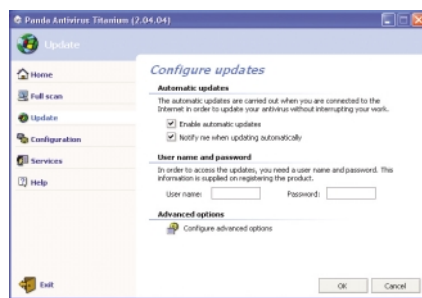 Panda Antivirus Titanium (2.04.04)
Update
Home
Full scan
Update
Configuration
Services
Help
Exit
Configure updates
Automatic updates
The automatic updates are carried out when you are connected to the
Internet in order to update your antivirus without interrupting your work.
Enable automatic updates
Notify me when updating automatically
User name and password
In order to access the updates, you need a user name and password. This
information is supplied on registering the product.
User name: Password:
Advanced options
Configure advanced options
OK Cancel